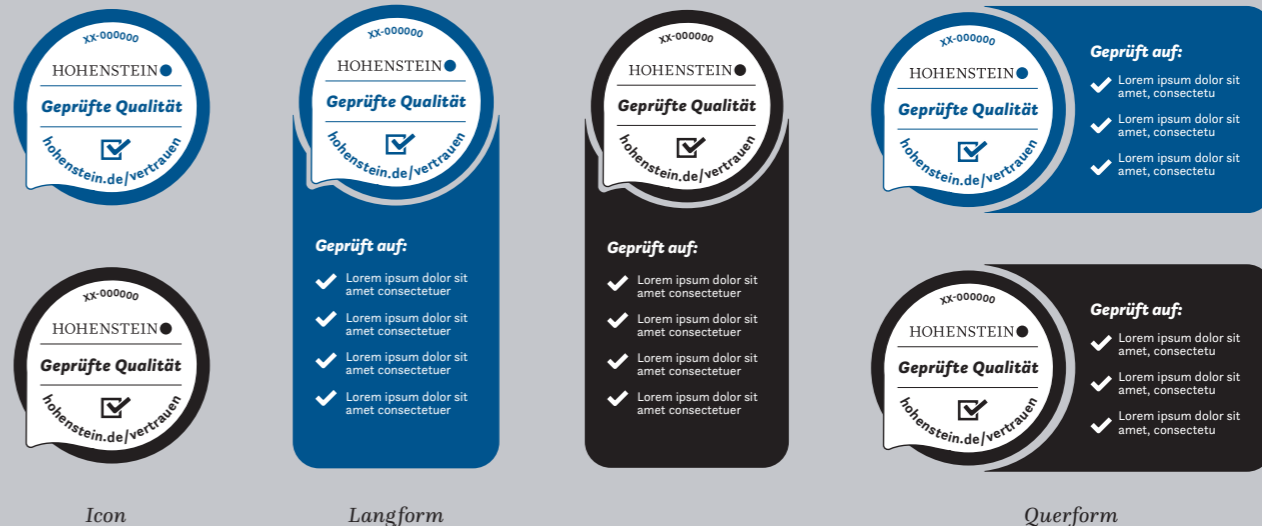 XX-000000
HOHENSTEIN
Geprüfte Qualität
hohenstein.de/vertrauen
XX-000000
HOHENSTEIN
Geprüfte Qualität
hohenstein.de/vertrauen
Icon
XX-000000
HOHENSTEIN
Geprüfte Qualität
hohenstein.de/vertrauen
Geprüft auf:
Lorem ipsum dolor sit
amet consectetuer
Lorem ipsum dolor sit
amet consectetuer
Lorem ipsum dolor sit
amet consectetuer
Lorem ipsum dolor sit
amet consectetuer
Langform
XX-000000
HOHENSTEIN
Geprüfte Qualität
hohenstein.de/vertrauen
Geprüft auf:
Lorem ipsum dolor sit
amet consectetuer
Lorem ipsum dolor sit
amet consectetuer
Lorem ipsum dolor sit
amet consectetuer
Lorem ipsum dolor sit
amet consectetuer
XX-000000
HOHENSTEIN
Geprüfte Qualität
hohenstein.de/vertrauen
Geprüft auf:
Lorem ipsum dolor sit
amet, consectetu
Lorem ipsum dolor sit
amet, consectetu
Lorem ipsum dolor sit
amet, consectetu
XX-000000
HOHENSTEIN
Geprüfte Qualität
hohenstein.de/vertrauen
Geprüft auf:
Lorem ipsum dolor sit
amet, consectetu
Lorem ipsum dolor sit
amet, consectetu
Lorem ipsum dolor sit
amet, consectetu
Querform